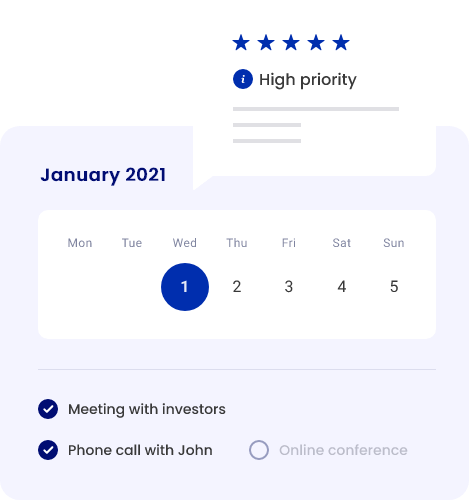 High priority
January 2021
Mon Tue Wed Thu Fri Sat Sun
1 2 3 4 5
Meeting with investors
Phone call with John Online conference